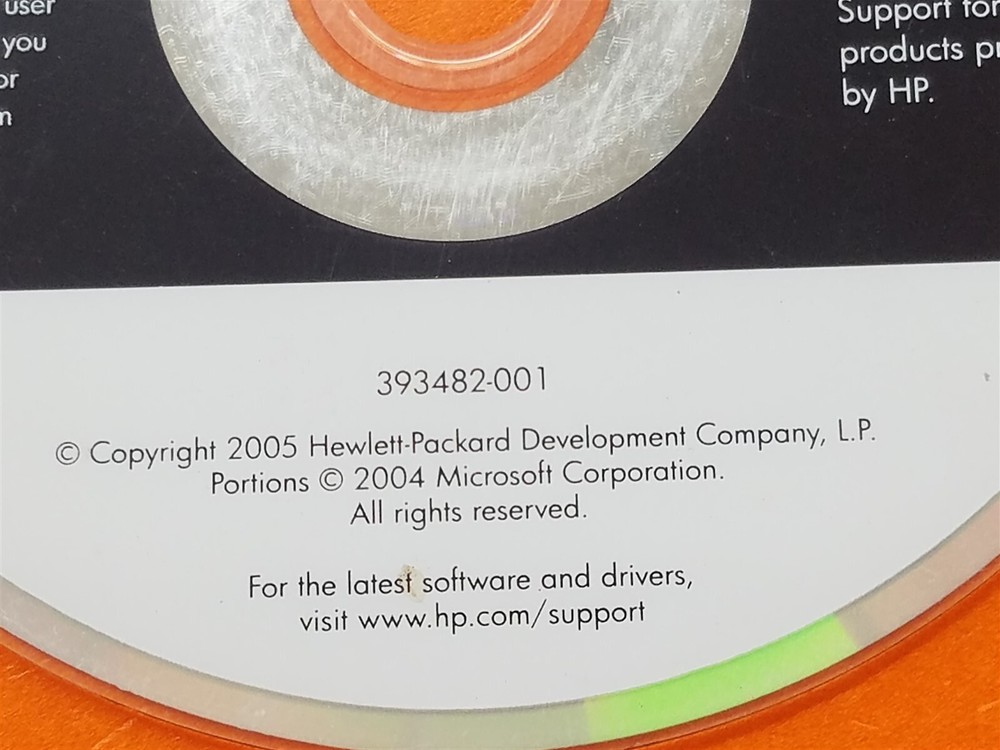 user
you
or
Support for
products
by HP.
393482-001
© Copyright 2005 Hewlett-Packard Development Company, L.P.
Portions © 2004 Microsoft Corporation.
All rights reserved.
For the latest software and drivers,
visit www.hp.com/support